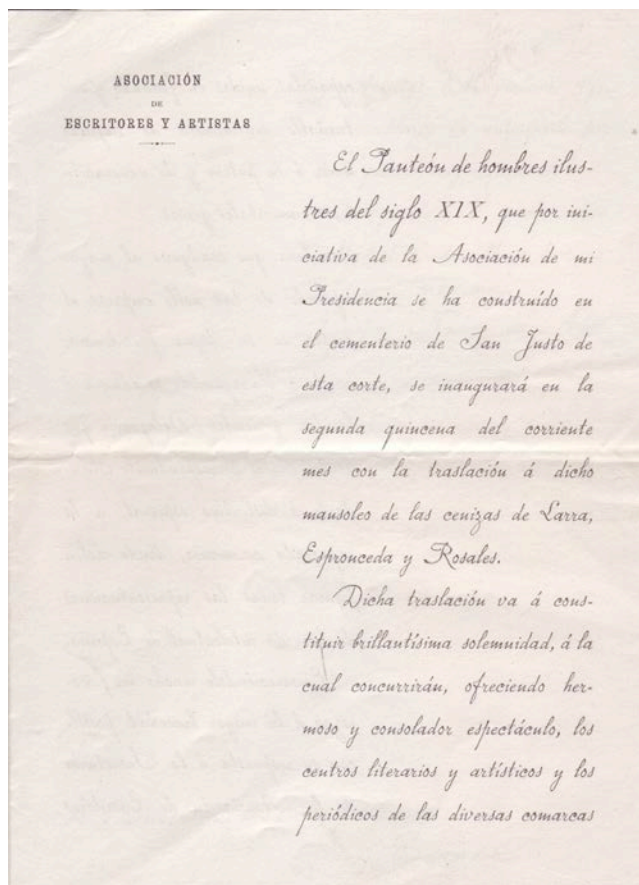 ASOCIACIÓN
DE
ESCRITORES Y ARTISTAS
El Panteón de hombres ilus-
tres del siglo XIX, que por ini-
ciativa de la Asociación de mi
Presidencia se ha construído en
el cementerio de San Justo de
esta corte, se inaugurará en la
segunda quincena del corriente
mes con la traslación á dicho
mausoleo de las cenizas de Larra,
Espronceda y Rosales.
Dicha traslación va á cons-
tituir brillantísima solemnidad, á la
cual concurrirán, ofreciendo her-
moso y consolador espectáculo, los
centros literarios y artísticos y los
periódicos de las diversas comarcas